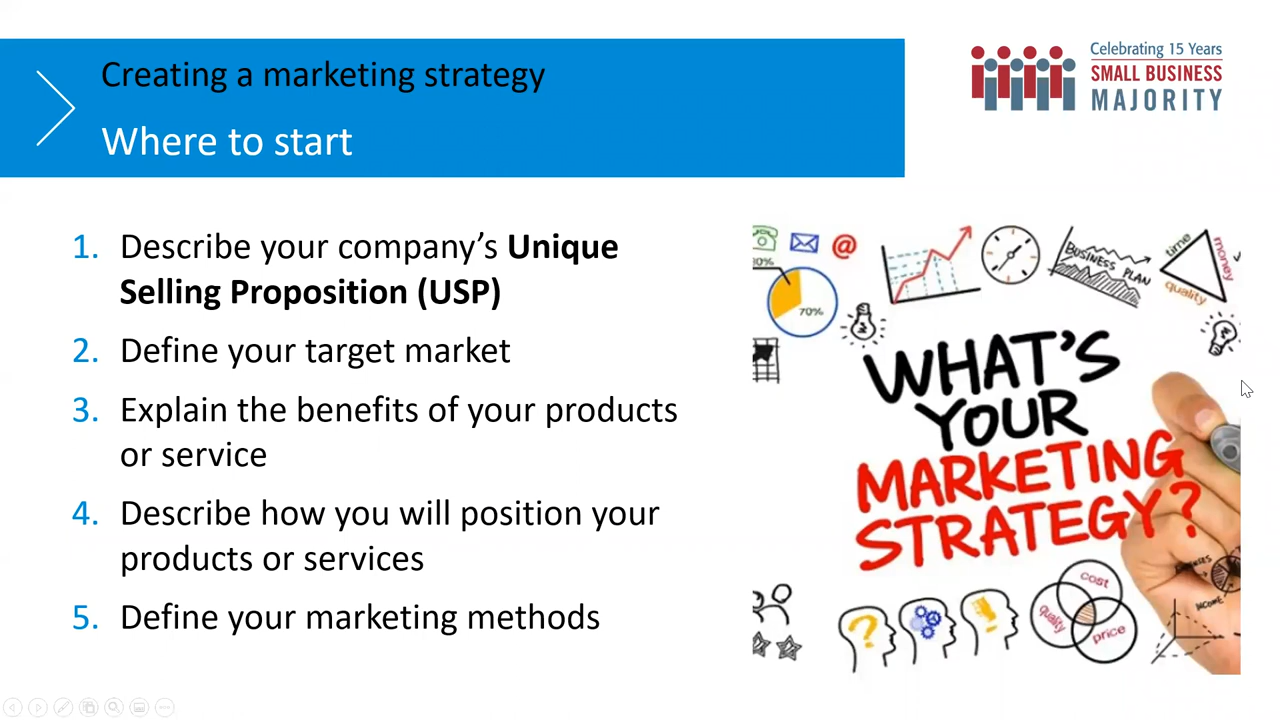 Creating a marketing strategy
Where to start
Celebrating 15 Years
SMALL BUSINESS
MAJORITY
1. Describe your company’s Unique
Selling Proposition (USP)
2. Define your target market
3. Explain the benefits of your products
or service
4. Describe how you will position your
products or services
5. Define your marketing methods
@
70%
BUSINESS PLAN
time
money
quality
WHAT'S
YOUR
MARKETING
STRATEGY?
cost
quality
price
INCOME